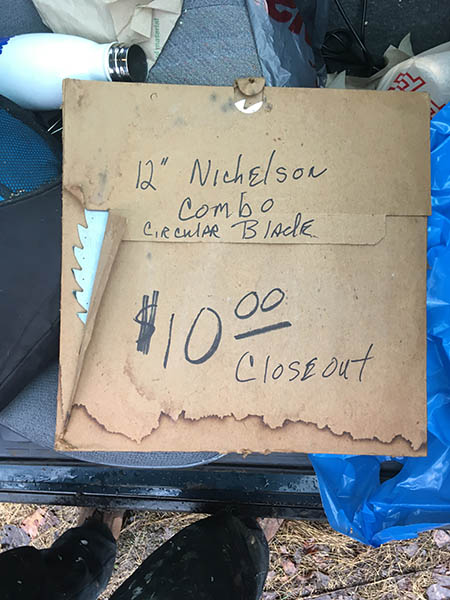 12" Nichelson
Combo
Circular Blade
$10.00
Closeout